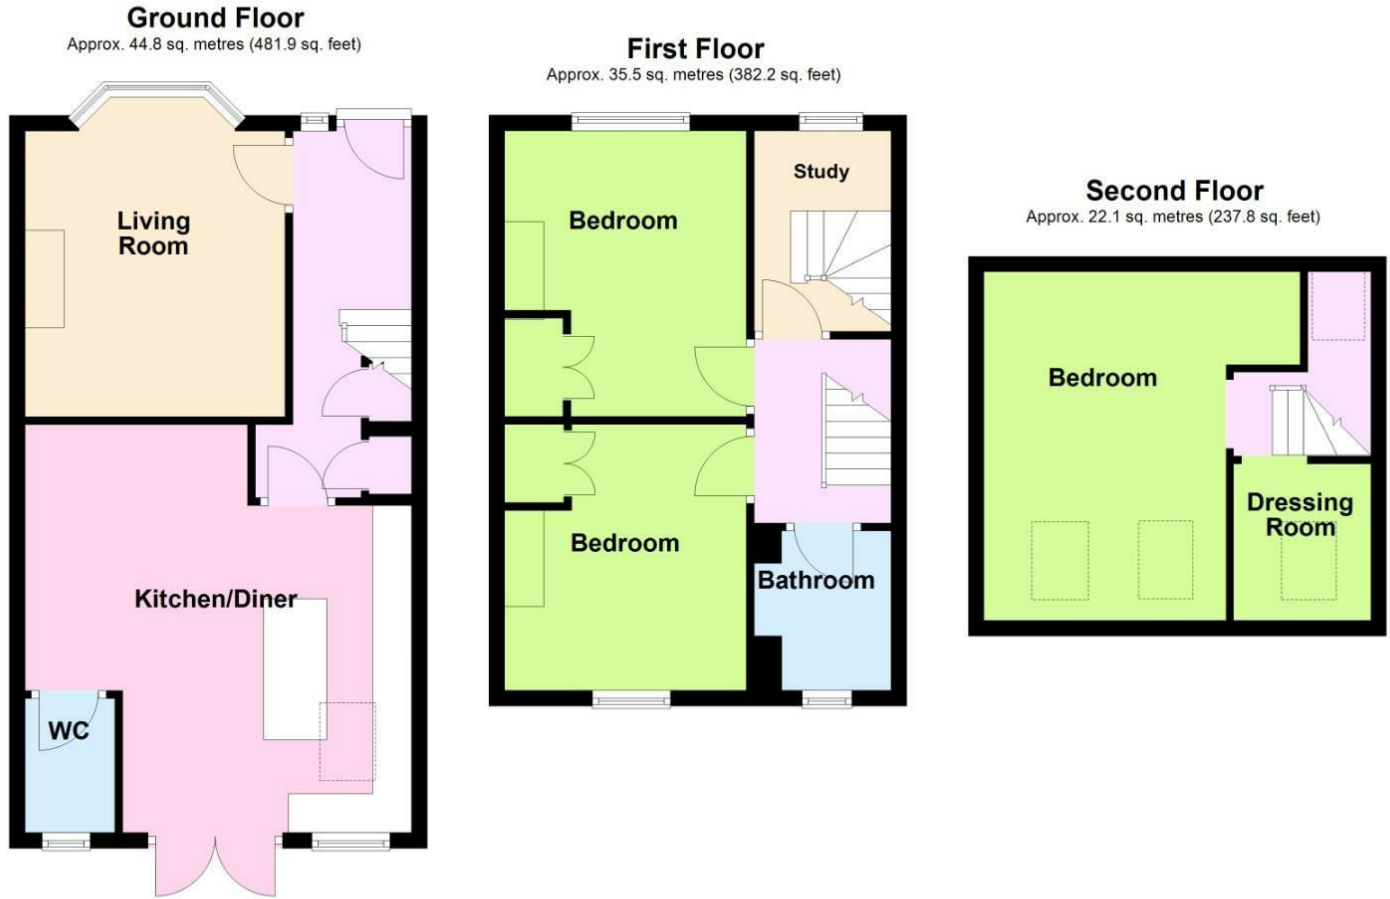 Ground Floor
Approx. 44.8 sq. metres (481.9 sq. feet)
Living
Room
Kitchen/Diner
WC
First Floor
Approx. 35.5 sq. metres (382.2 sq. feet)
Study
Bedroom
Bedroom
Bathroom
Second Floor
Approx. 22.1 sq. metres (237.8 sq. feet)
Bedroom
Dressing
Room